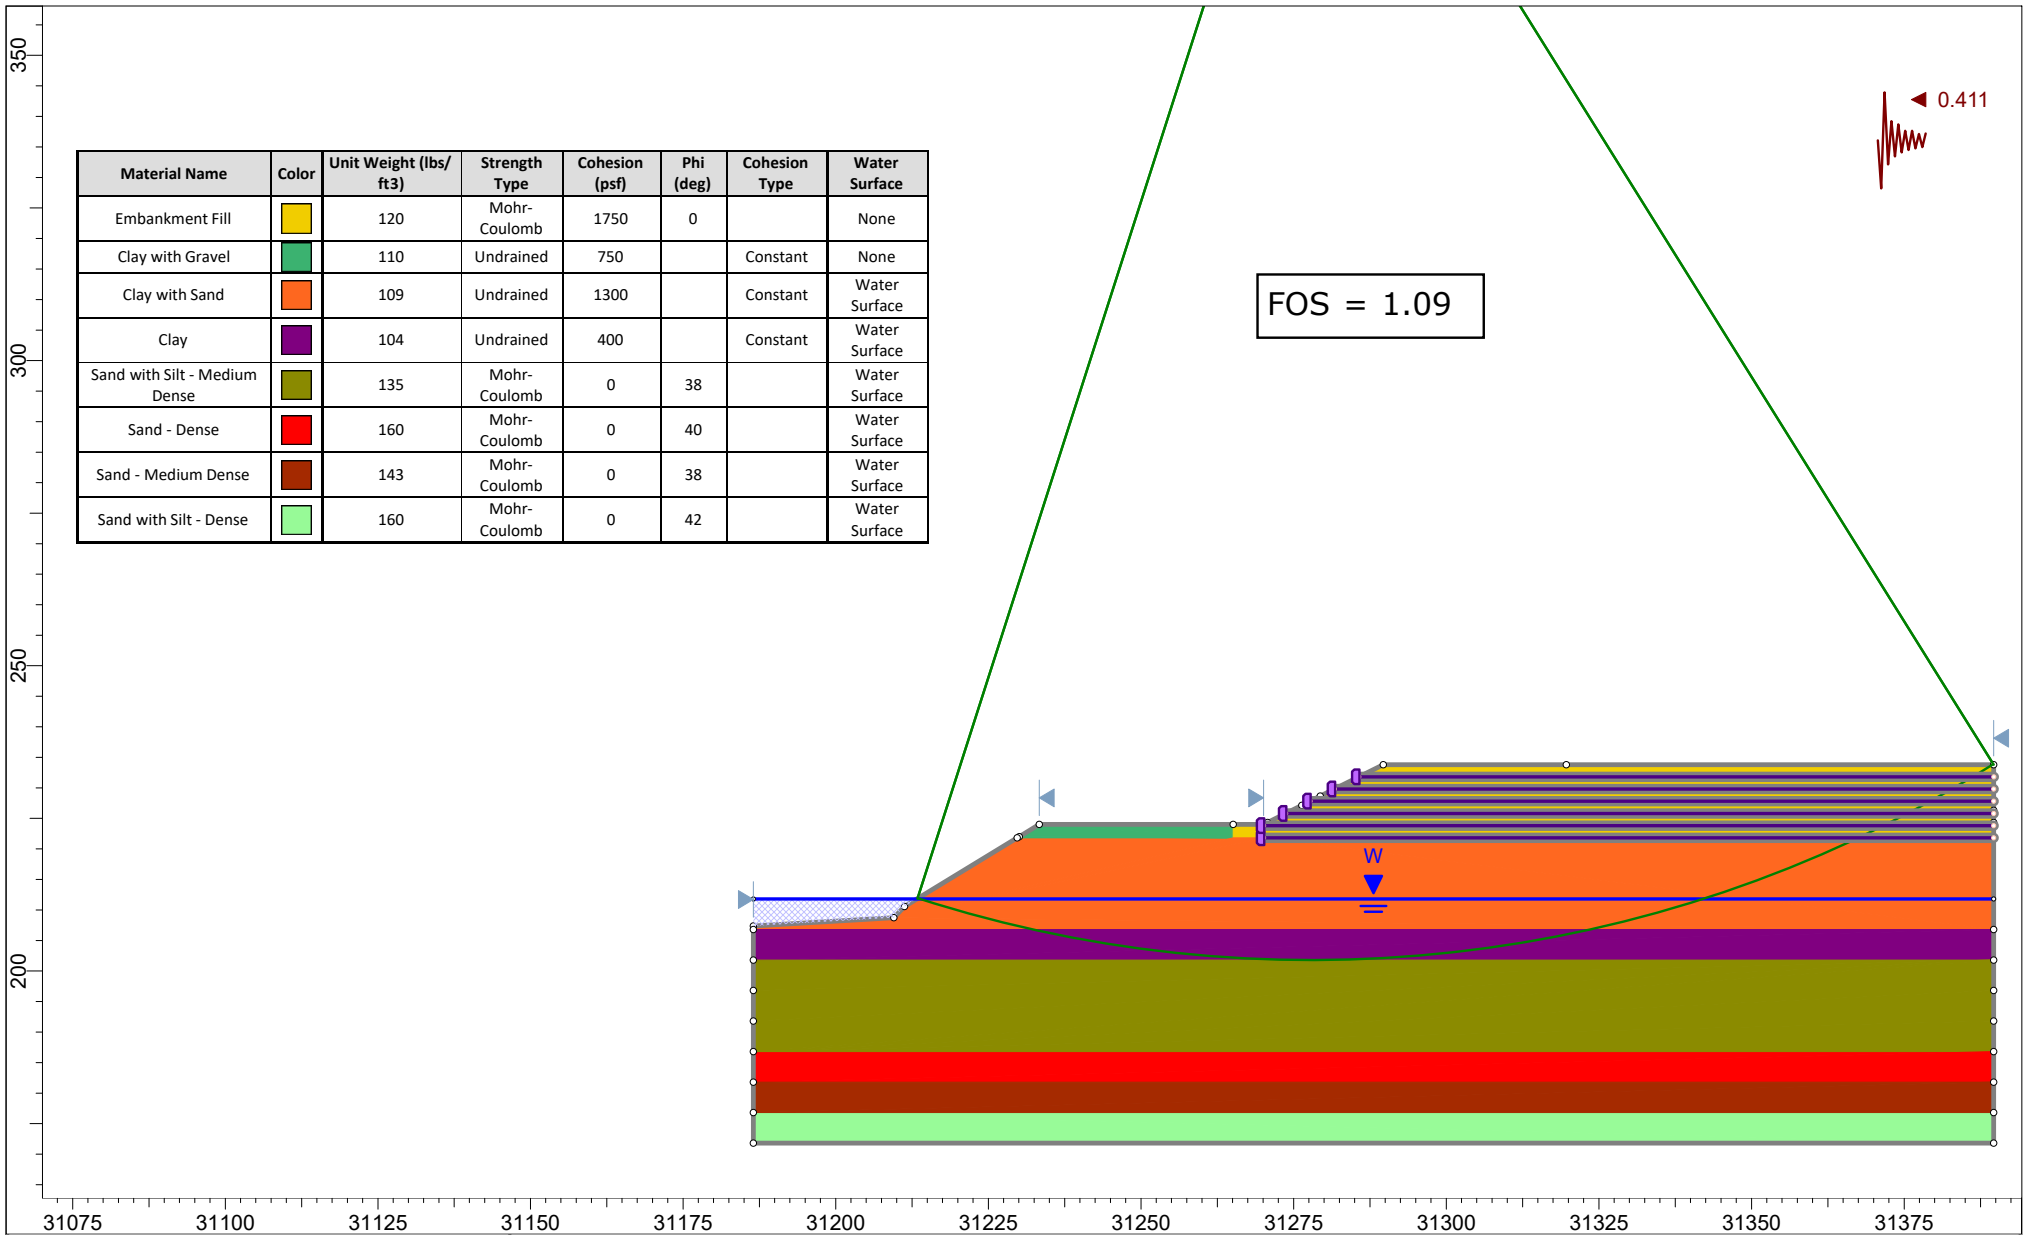 350
0.411
Material Name Color Unit Weight (lbs/ Strength Cohesion Phi Cohesion Water
ft3) Type (psf) (deg) Type Surface
Embankment Fill 120 Mohr- 1750 0 None
Coulomb
Clay with Gravel 110 Undrained 750 Constant None
Clay with Sand 109 Undrained 1300 Constant Water
Surface
Clay 104 Undrained 400 Constant Water
Surface
Sand with Silt - Medium 135 Mohr- 0 38 Water
Dense Coulomb Surface
Sand - Dense 160 Mohr- 0 40 Water
Coulomb Surface
Sand - Medium Dense 143 Mohr- 0 38 Water
Coulomb Surface
Sand with Silt - Dense 160 Mohr- 0 42 Water
Coulomb Surface
FOS = 1.09
300
250
W
200
31075 31100 31125 31150 31175 31200 31225 31250 31275 31300 31325 31350 31375